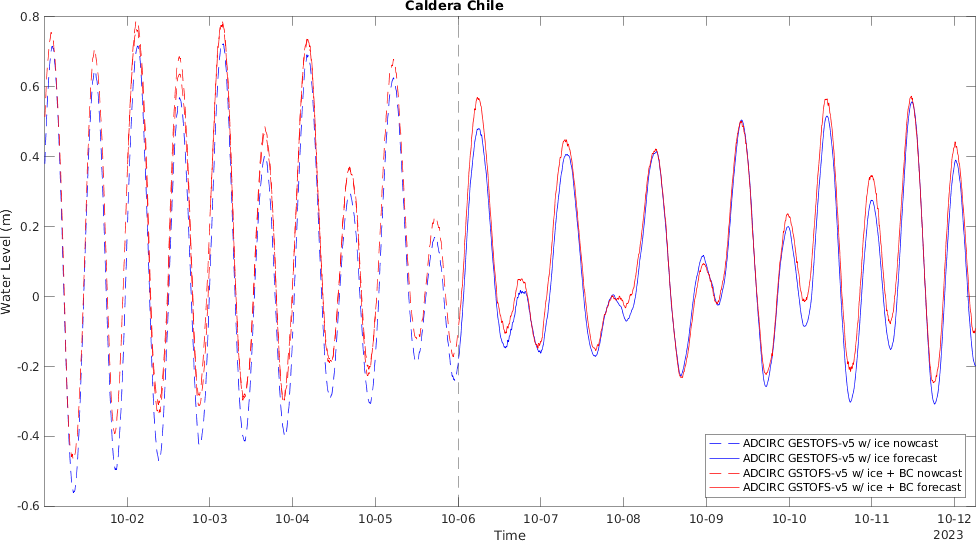 Caldera Chile
Water Level (m)
0.8
0.6
0.4
0.2
0
-0.2
-0.4
-0.6
ADCIRC GESTOFS-v5 w/ ice nowcast
ADCIRC GESTOFS-v5 w/ ice forecast
ADCIRC GSTOFS-v5 w/ ice + BC nowcast
ADCIRC GSTOFS-v5 w/ ice + BC forecast
10-02 10-03 10-04 10-05 10-06 10-07 10-08 10-09 10-10 10-11 10-12
2023
Time